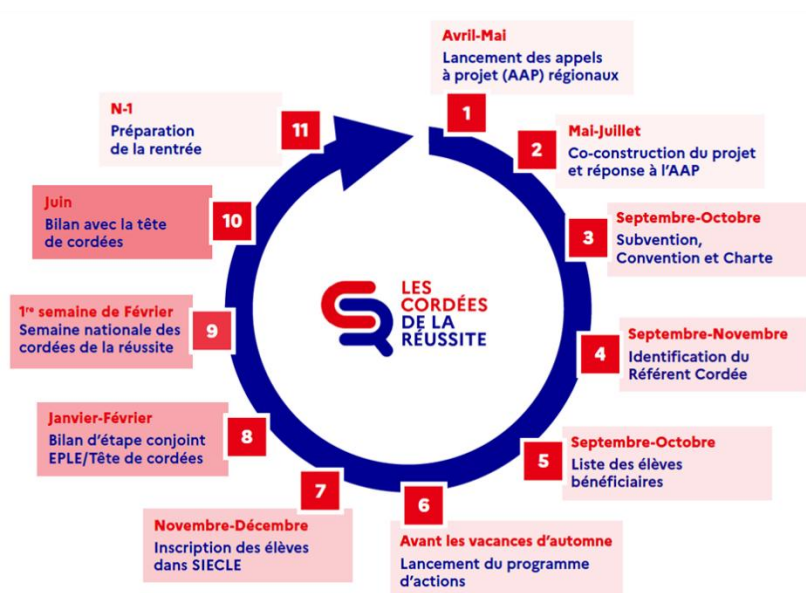 Avril-Mai
Lancement des appels
à projet (AAP) régionaux
1
Mai-Juillet
Co-construction du projet
et réponse à l'AAP
2
Septembre-Octobre
Subvention,
Convention et Charte
3
Septembre-Novembre
Identification du
Référent Cordée
4
Septembre-Octobre
Liste des élèves
bénéficiaires
5
6
Avant les vacances d'automne
Lancement du programme
d'actions
7
Novembre-Décembre
Inscription des élèves
dans SIECLE
8
Janvier-Février
Bilan d'étape conjoint
EPLE/Tête de cordées
9
1re semaine de Février
Semaine nationale des
cordées de la réussite
10
Juin
Bilan avec la tête
de cordées
11
N-1
Préparation
de la rentrée
LES
CORDÉES
DE LA
RÉUSSITE